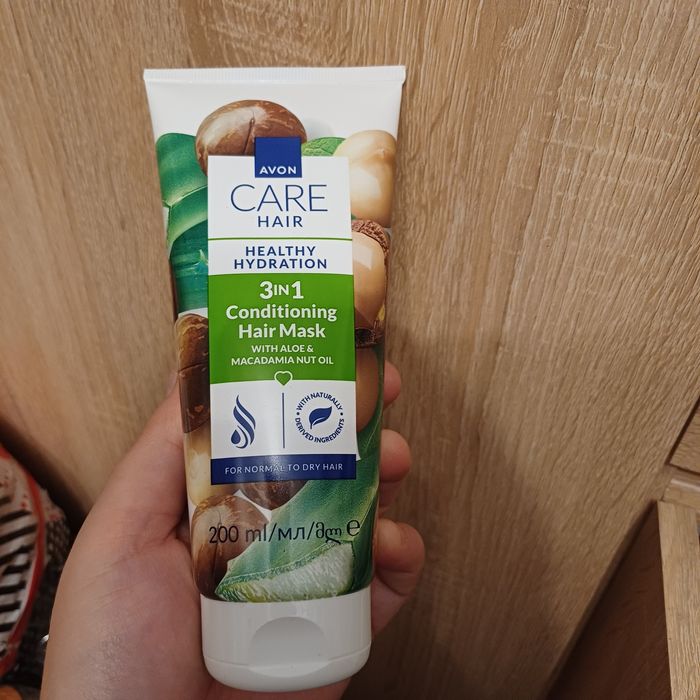 AVON
CARE
HAIR
HEALTHY
HYDRATION
3IN1
Conditioning
Hair Mask
WITH ALOE &
MACADAMIA NUT OIL
WITH NATURALLY
DERIVED INGREDIENTS
FOR NORMAL TO DRY HAIR
200 ml/мл/მლ e